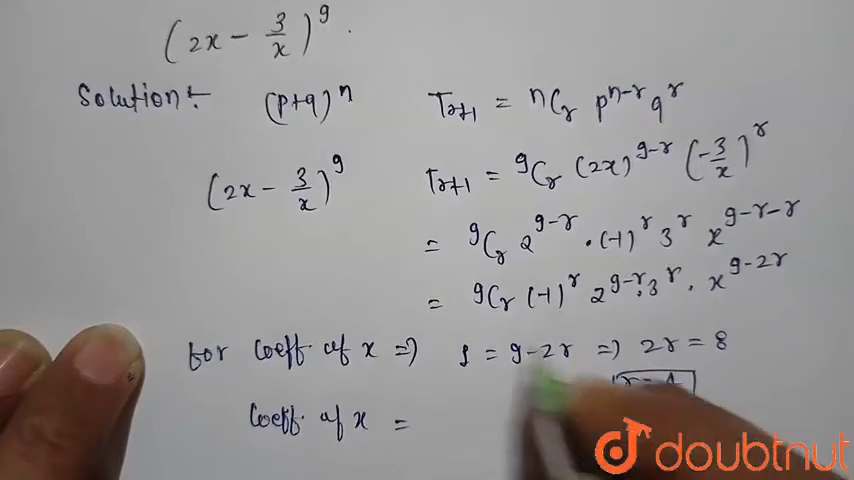 (2x - 3/x)^9.
Solution :- (p+q)^n T_{r+1} = ^nC_r p^{n-r} q^r
(2x - 3/x)^9 T_{r+1} = ^9C_r (2x)^{9-r} (-3/x)^r
= ^9C_r 2^{9-r} . (-1)^r 3^r x^{9-r-r}
= ^9C_r (-1)^r 2^{9-r} . 3^r . x^{9-2r}
for coeff. of x => 1 = 9-2r => 2r = 8
coeff. of x =
doubtnut